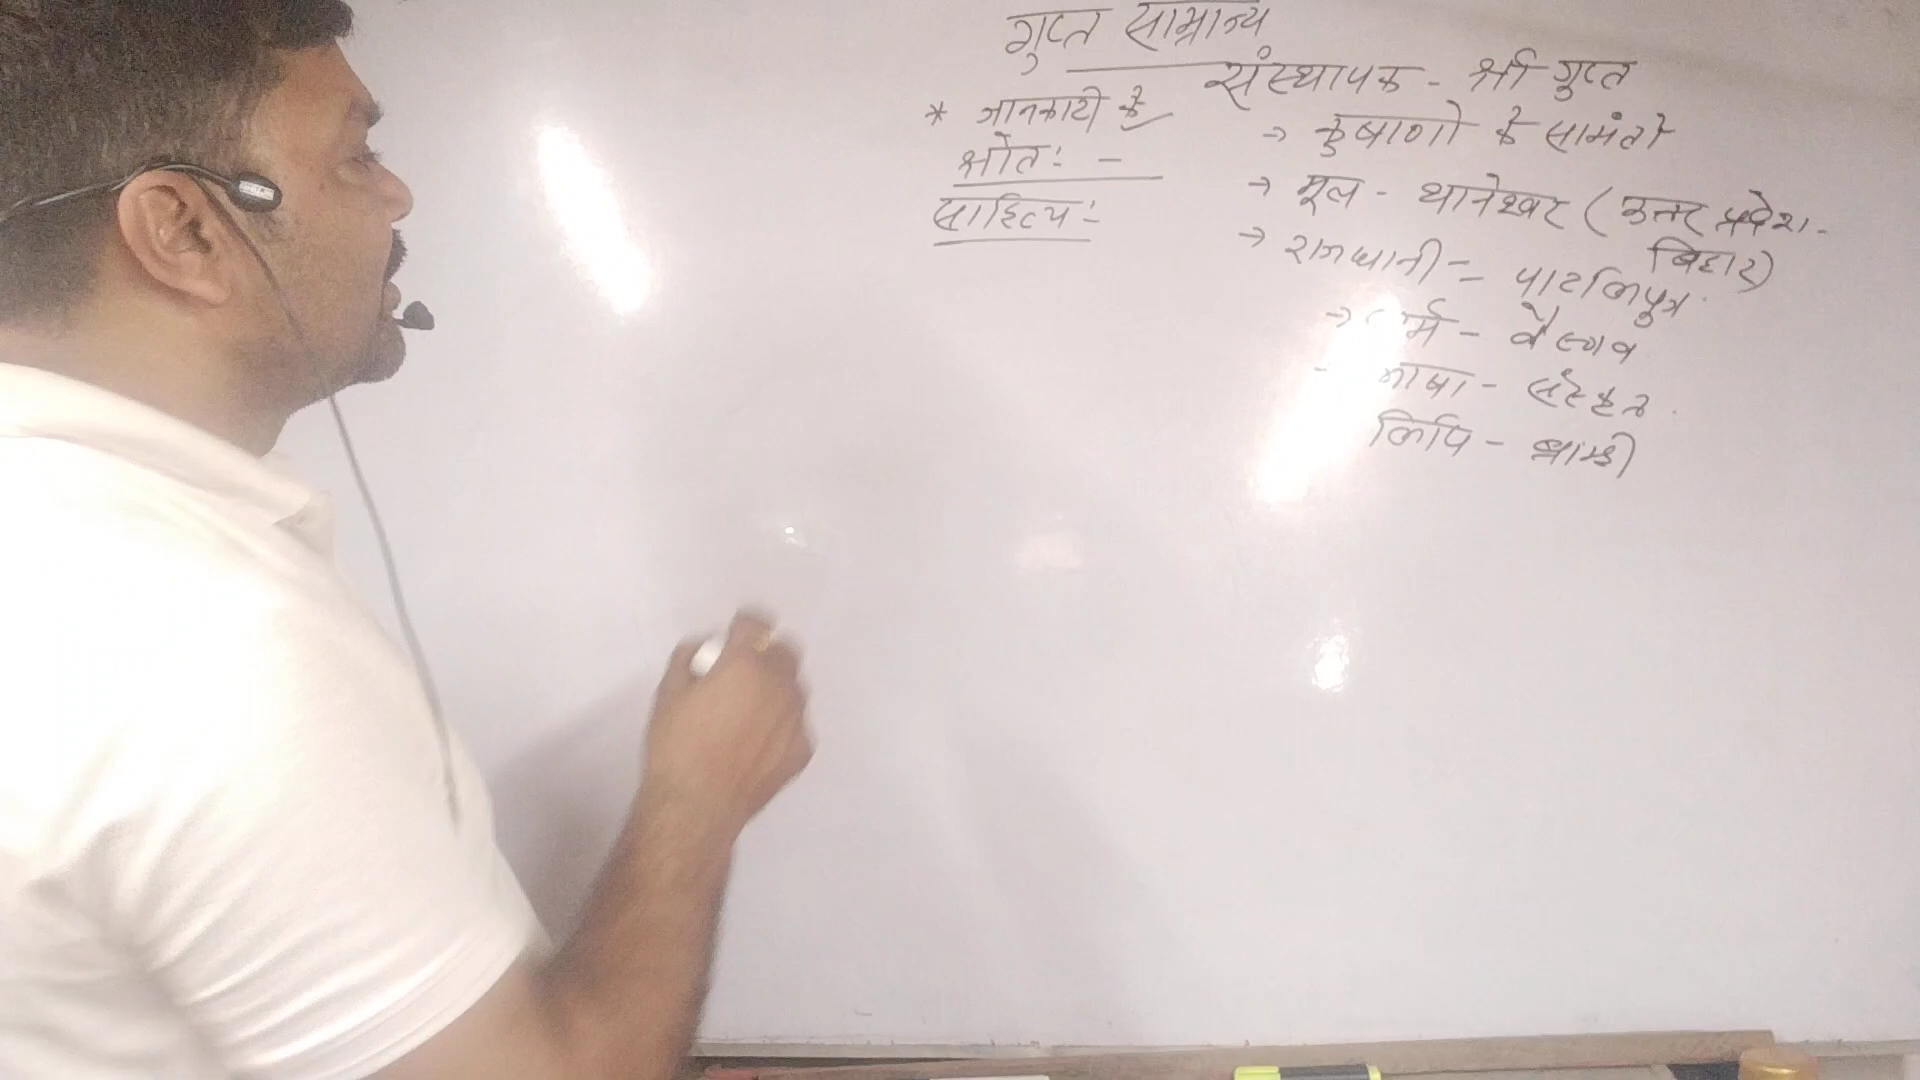 गुप्त साम्राज्य
संस्थापक - श्री गुप्त
* जानकारी के
श्रोत: -
साहित्य:-
→ कुषाणो के सामंतो
→ मूल - थानेश्वर (उत्तर प्रदेश -
बिहार)
→ राजधानी - पाटलिपुत्र
→ धर्म - वैष्णव
- भाषा - संस्कृत
लिपि - ब्राम्ही